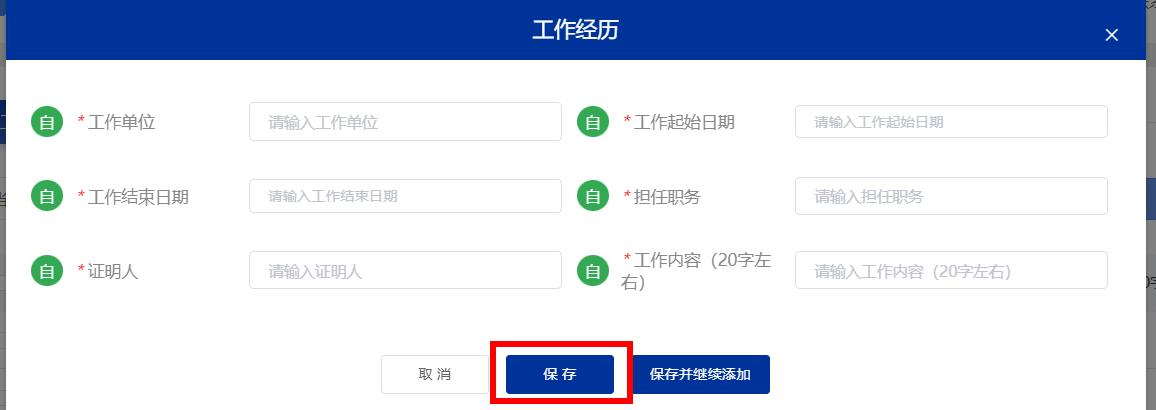 工作经历
自 *工作单位 请输入工作单位 自 *工作起始日期 请输入工作起始日期
自 *工作结束日期 请输入工作结束日期 自 *担任职务 请输入担任职务
自 *证明人 请输入证明人 自 *工作内容（20字左
右） 请输入工作内容（20字左右）
取 消 保 存 保存并继续添加